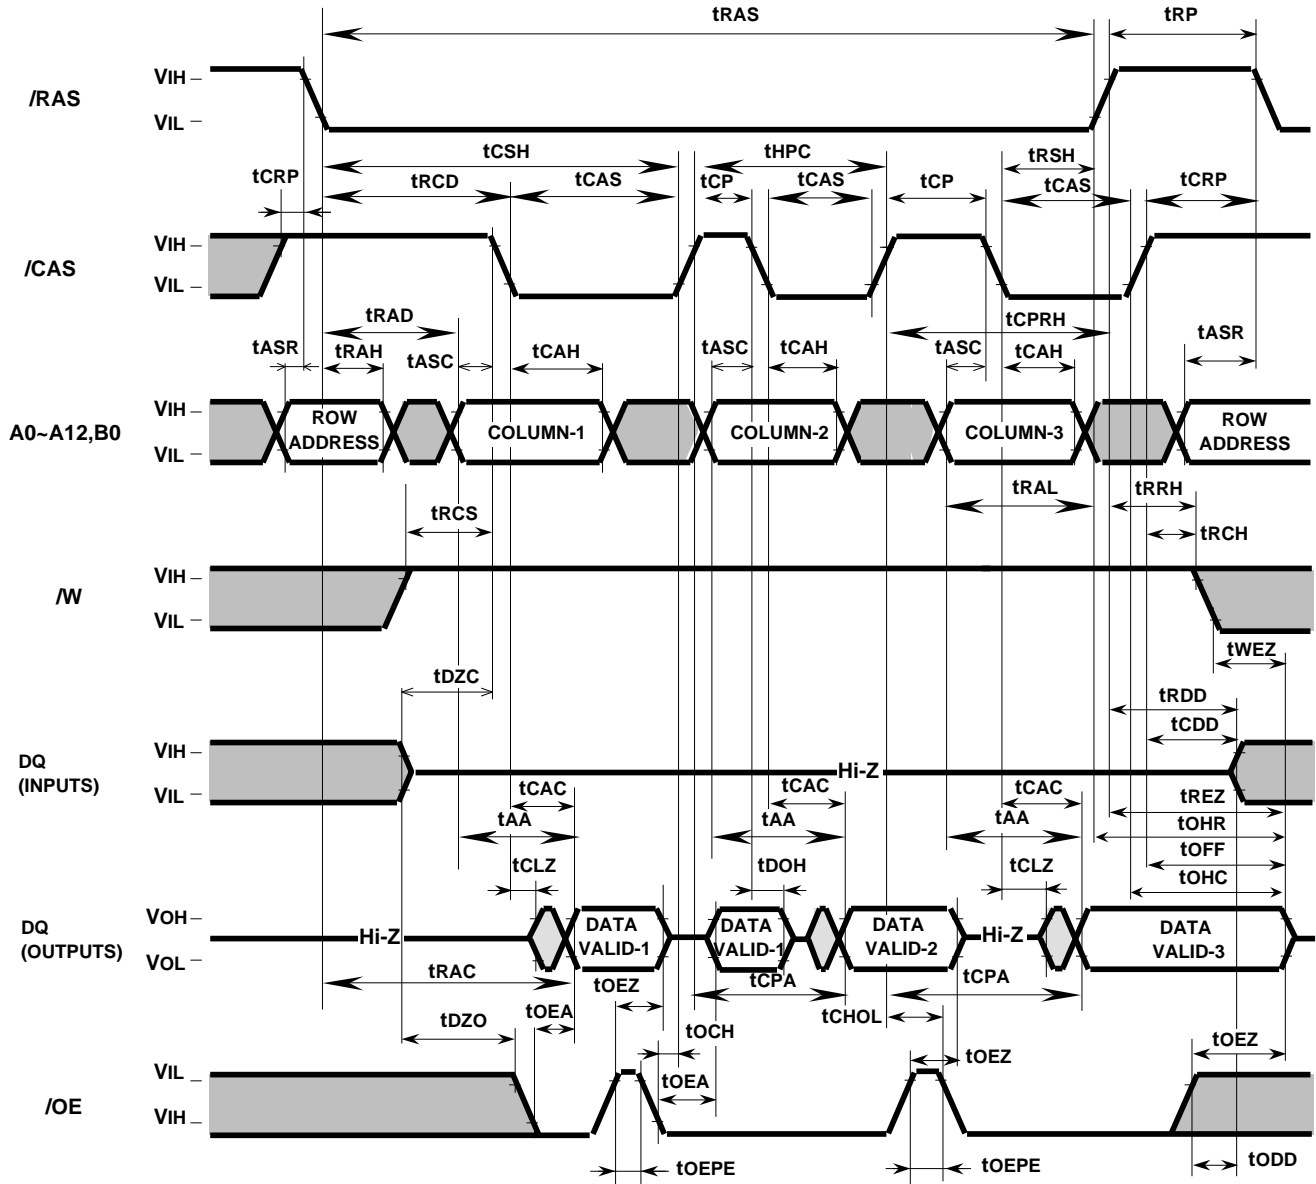 tRAS
tRP
VIH
/RAS
VIL
tCSH
tHPC
tRSH
tCRP
tRCD
tCAS
tCP
tCAS
tCP
tCAS
tCRP
VIH
/CAS
VIL
tRAD
tCPRH
tASR
tASR
tRAH
tASC
tCAH
tASC
tCAH
tASC
tCAH
VIH
A0~A12,B0
VIL
ROW
ADDRESS
COLUMN-1
COLUMN-2
COLUMN-3
ROW
ADDRESS
tRAL
tRRH
tRCS
tRCH
VIH
/W
VIL
tWEZ
tDZC
tRDD
tCDD
DQ
(INPUTS)
VIH
VIL
Hi-Z
tCAC
tCAC
tCAC
tREZ
tAA
tAA
tAA
tOHR
tCLZ
tDOH
tCLZ
tOFF
tOHC
DQ
(OUTPUTS)
VOH
VOL
Hi-Z
DATA
VALID-1
DATA
VALID-1
DATA
VALID-2
Hi-Z
DATA
VALID-3
tRAC
tCPA
tCPA
tOEZ
tOEA
tCHOL
tDZO
tOCH
tOEZ
tOEZ
tOEA
VIL
/OE
VIH
tOEPE
tOEPE
tODD